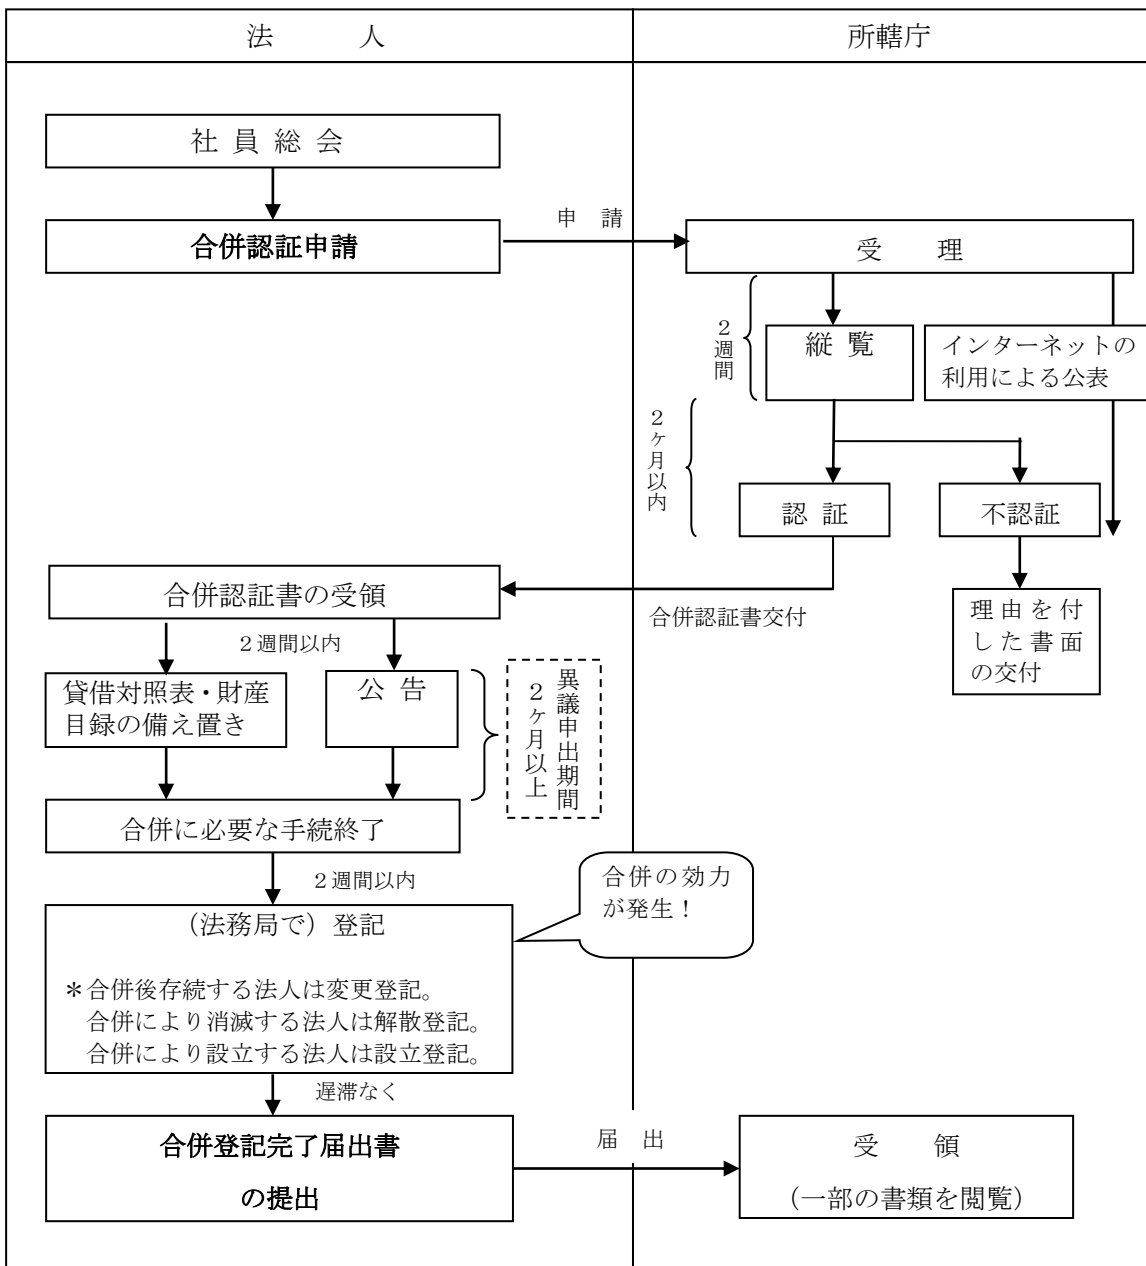 法　　　人
所轄庁
社 員 総 会
合併認証申請
申　請
受　　理
２週間
縦 覧
インターネットの
利用による公表
２ヶ月以内
認 証
不認証
合併認証書の受領
合併認証書交付
理由を付
した書面
の交付
２週間以内
貸借対照表・財産
目録の備え置き
公 告
異議申出期間
２ヶ月以上
合併に必要な手続終了
２週間以内
合併の効力
が発生！
（法務局で）登記
＊合併後存続する法人は変更登記。
合併により消滅する法人は解散登記。
合併により設立する法人は設立登記。
遅滞なく
合併登記完了届出書
の提出
届　出
受　　領
（一部の書類を閲覧）